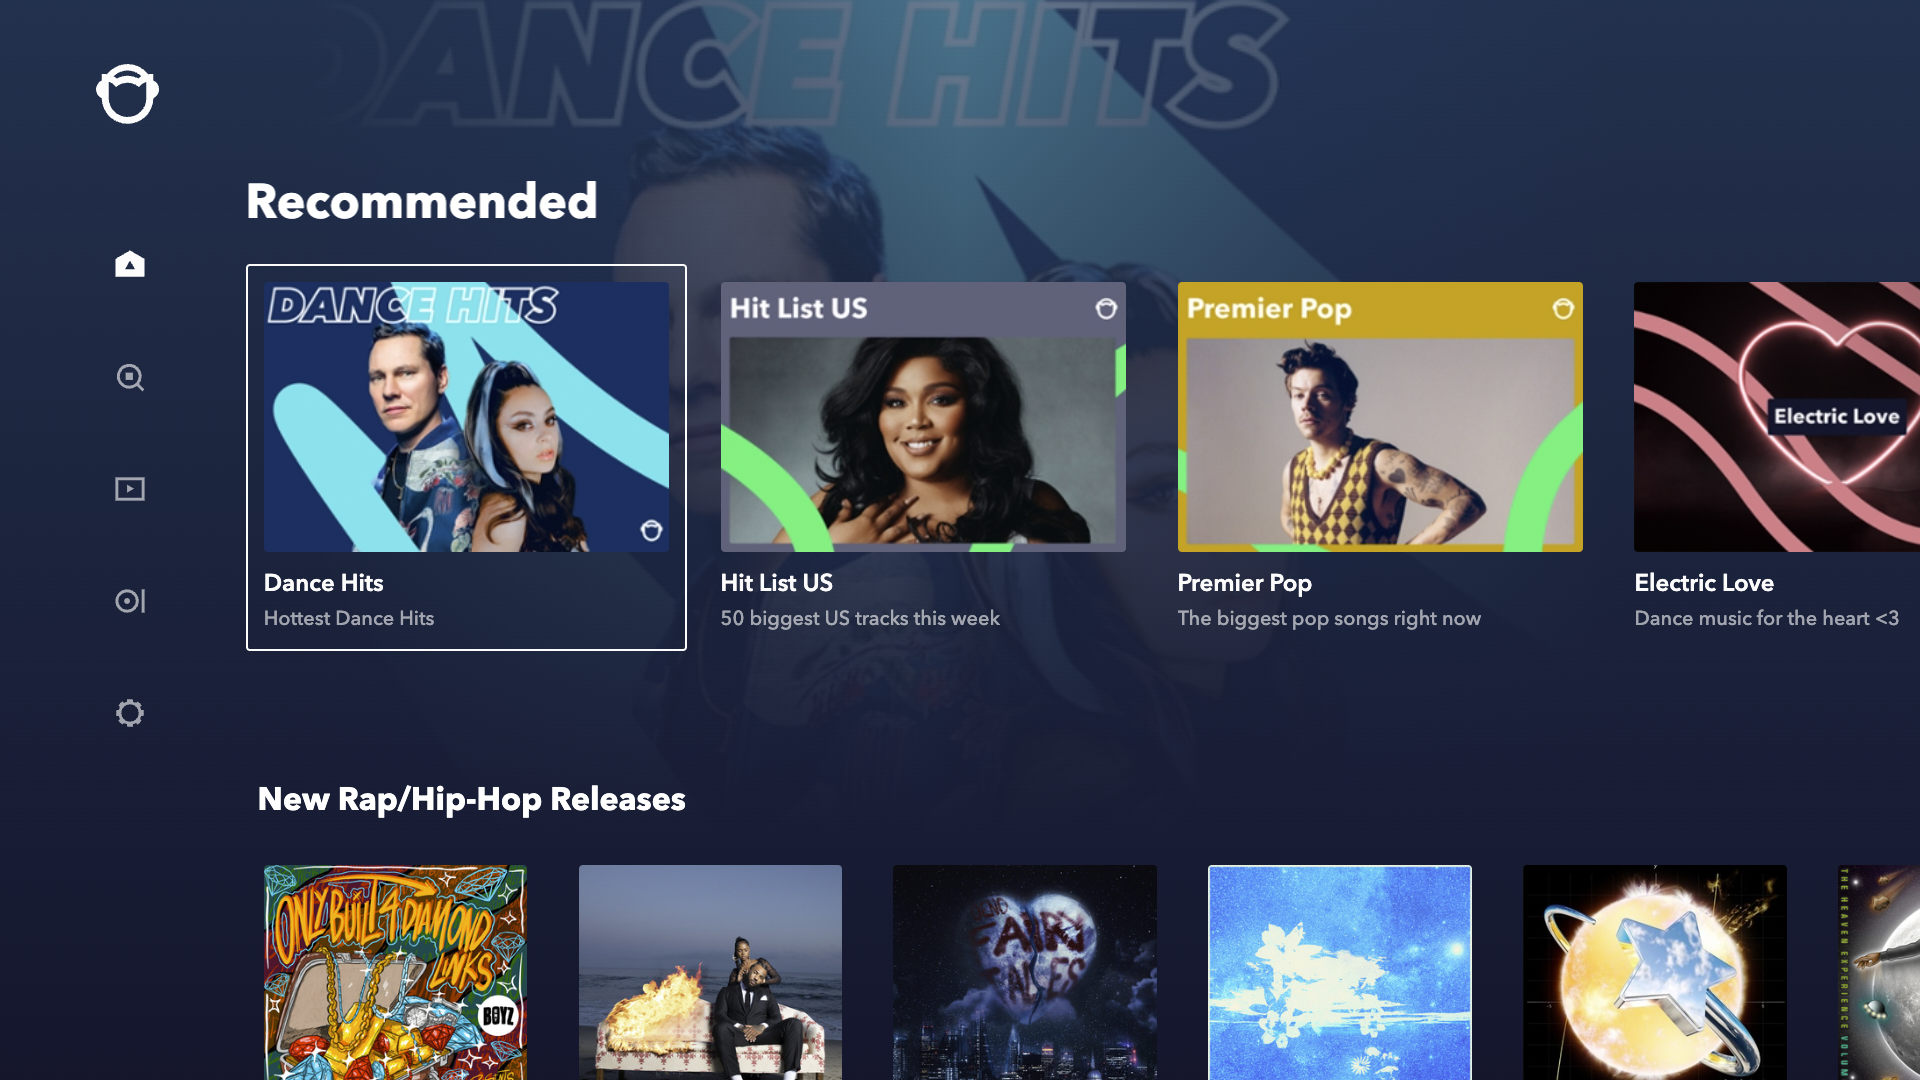 DANCE HITS
Recommended
DANCE HITS
Hit List US
Premier Pop
Electric Love
Dance Hits
Hottest Dance Hits
Hit List US
50 biggest US tracks this week
Premier Pop
The biggest pop songs right now
Electric Love
Dance music for the heart <3
New Rap/Hip-Hop Releases
ONLY BUILT 4 DIAMOND
LINKS
BOYZ
FAIRY
TALES
THE HEAVEN EXPERIENCE VOLUM